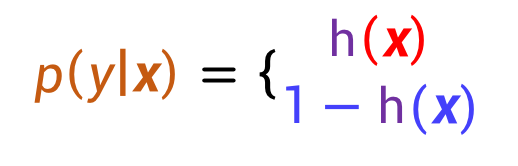 h(x)
p(y|x) = {
1 − h(x)